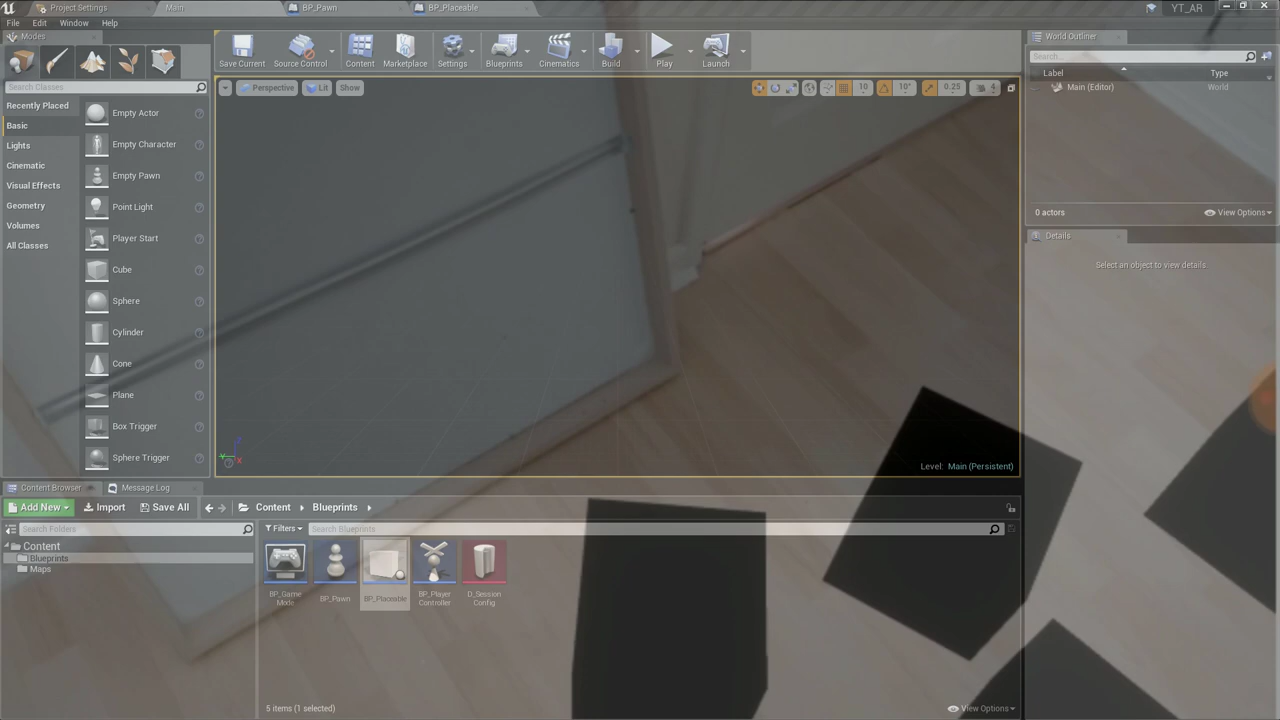 Project Settings
Main
BP_Pawn
BP_Placeable
YT_AR
File Edit Window Help
Modes
Search Classes
Recently Placed
Basic
Lights
Cinematic
Visual Effects
Geometry
Volumes
All Classes
Empty Actor
Empty Character
Empty Pawn
Point Light
Player Start
Cube
Sphere
Cylinder
Cone
Plane
Box Trigger
Sphere Trigger
Save Current
Source Control
Content
Marketplace
Settings
Blueprints
Cinematics
Build
Play
Launch
Perspective
Lit
Show
10
10°
0.25
4
Z
Y
X
Level: Main (Persistent)
World Outliner
Search...
Label Type
Main (Editor) World
0 actors
View Options
Details
Select an object to view details.
Content Browser
Message Log
Add New
Import
Save All
Content
Blueprints
Search Folders
Filters
Search Blueprints
Content
Blueprints
Maps
BP_Game
Mode
BP_Pawn
BP_Placeable
BP_Player
Controller
D_Session
Config
5 items (1 selected)
View Options